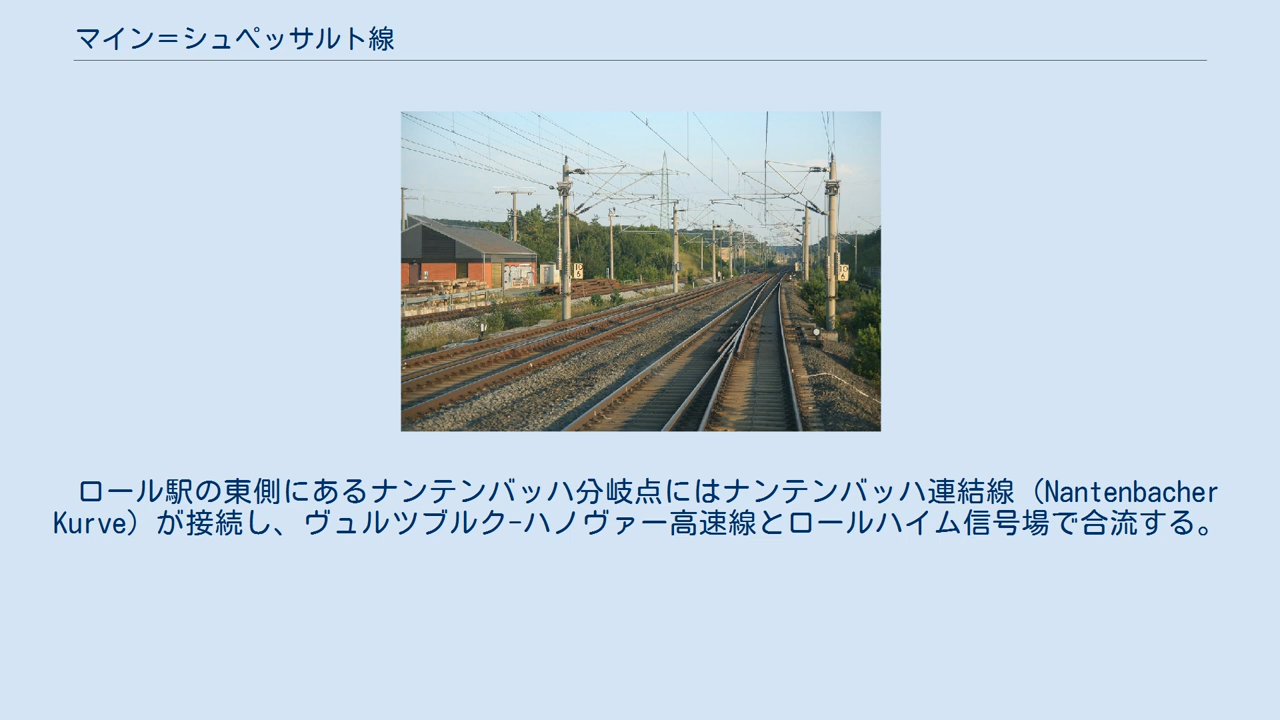 マイン＝シュペッサルト線
10
6
10
6
ロール駅の東側にあるナンテンバッハ分岐点にはナンテンバッハ連結線（Nantenbacher
Kurve）が接続し、ヴュルツブルク-ハノヴァー高速線とロールハイム信号場で合流する。